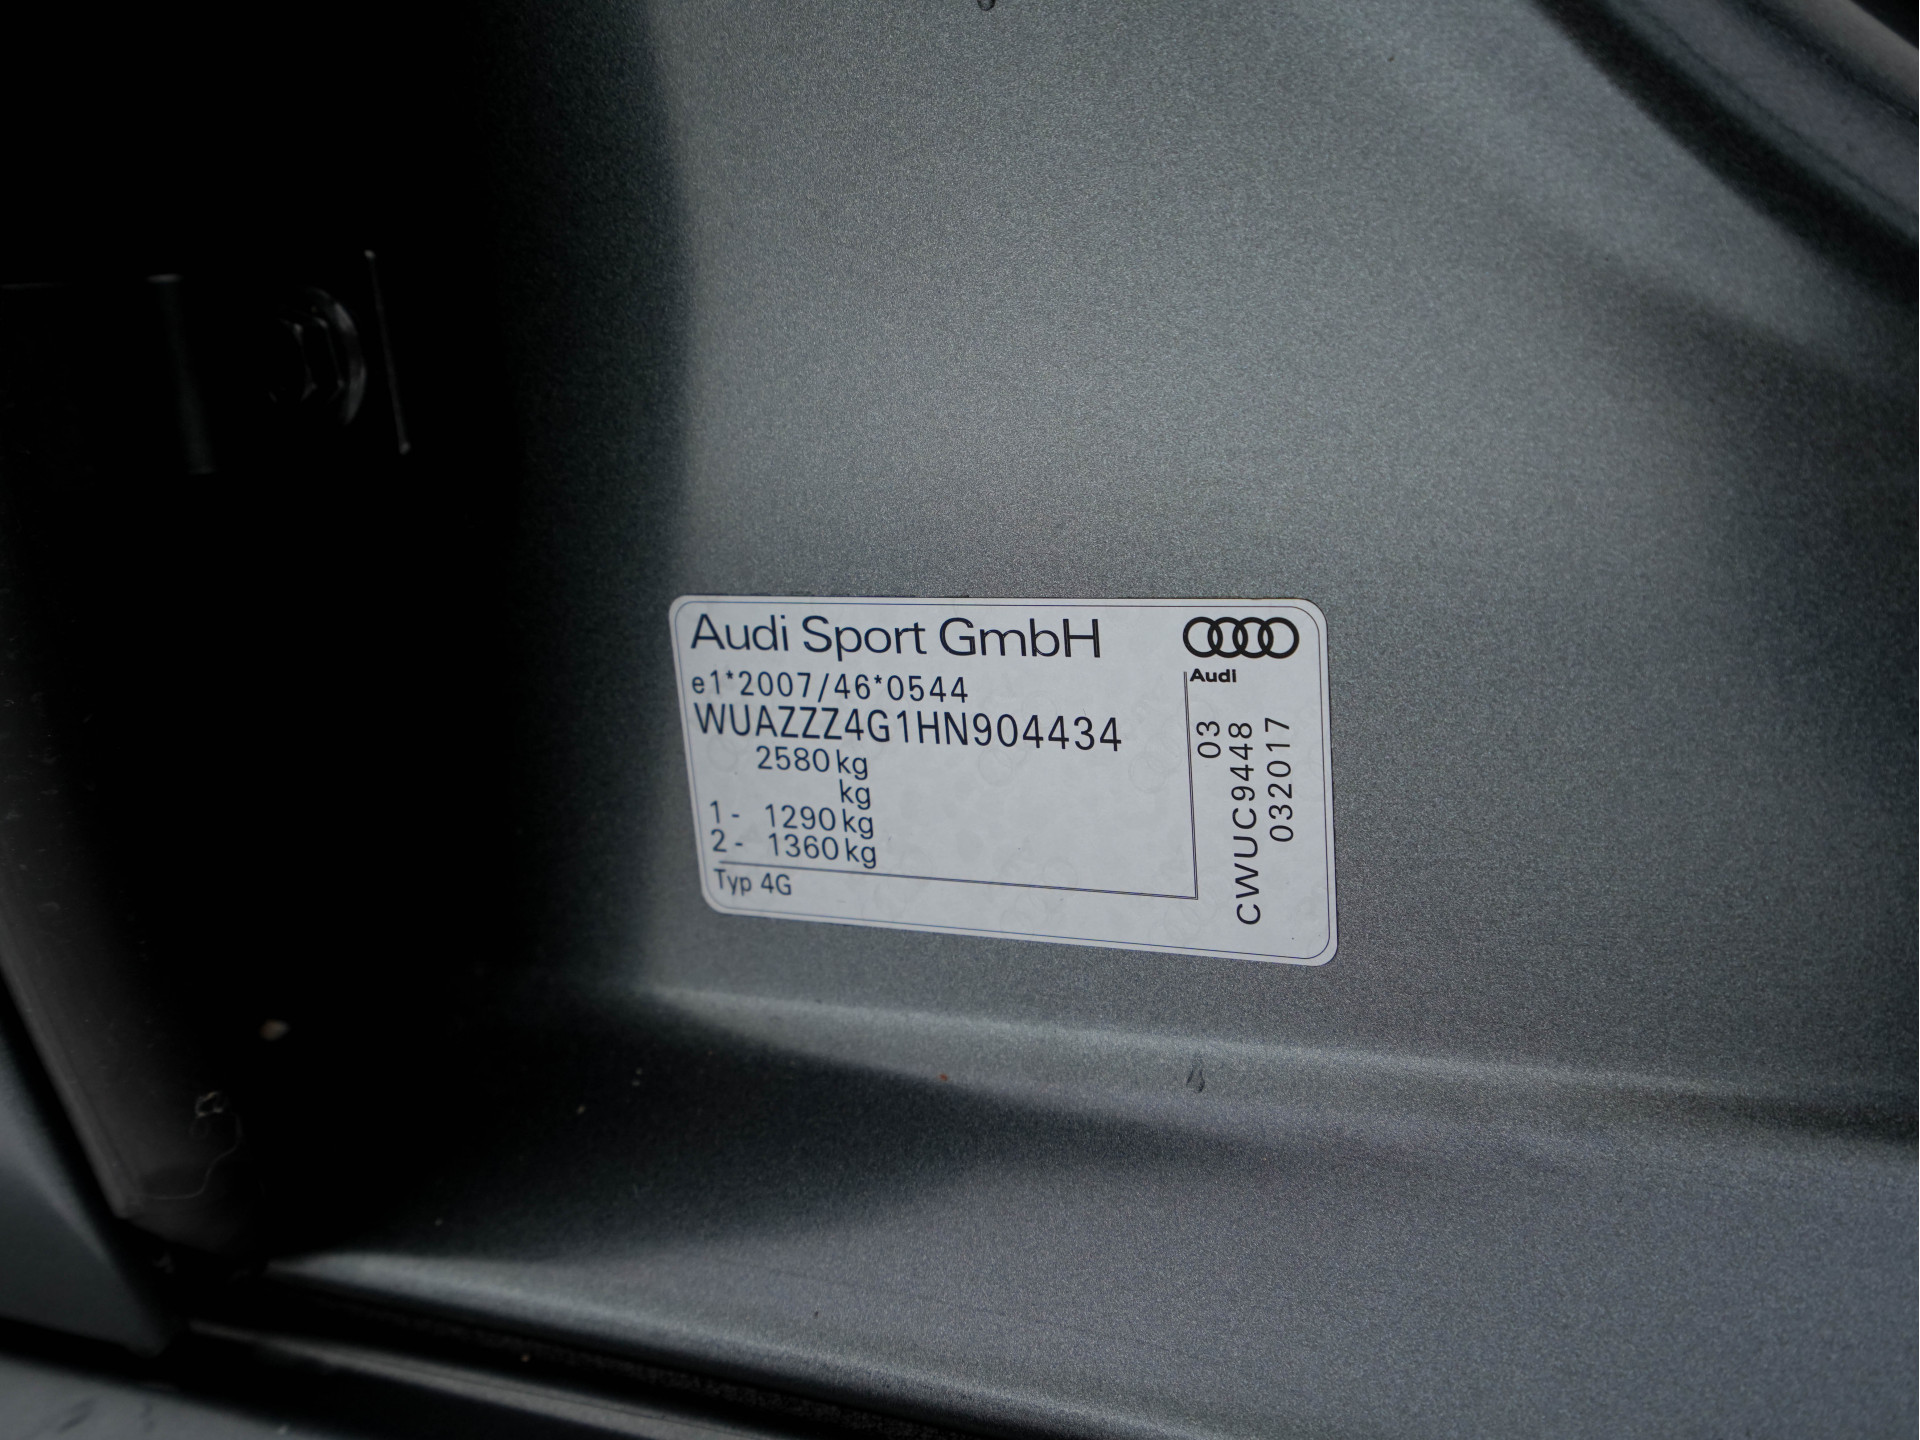 Audi Sport GmbH
e1*2007/46*0544
WUAZZZ4G1HN904434
2580 kg
kg
1 - 1290 kg
2 - 1360 kg
Typ 4G
Audi
03
CWUC9448
032017